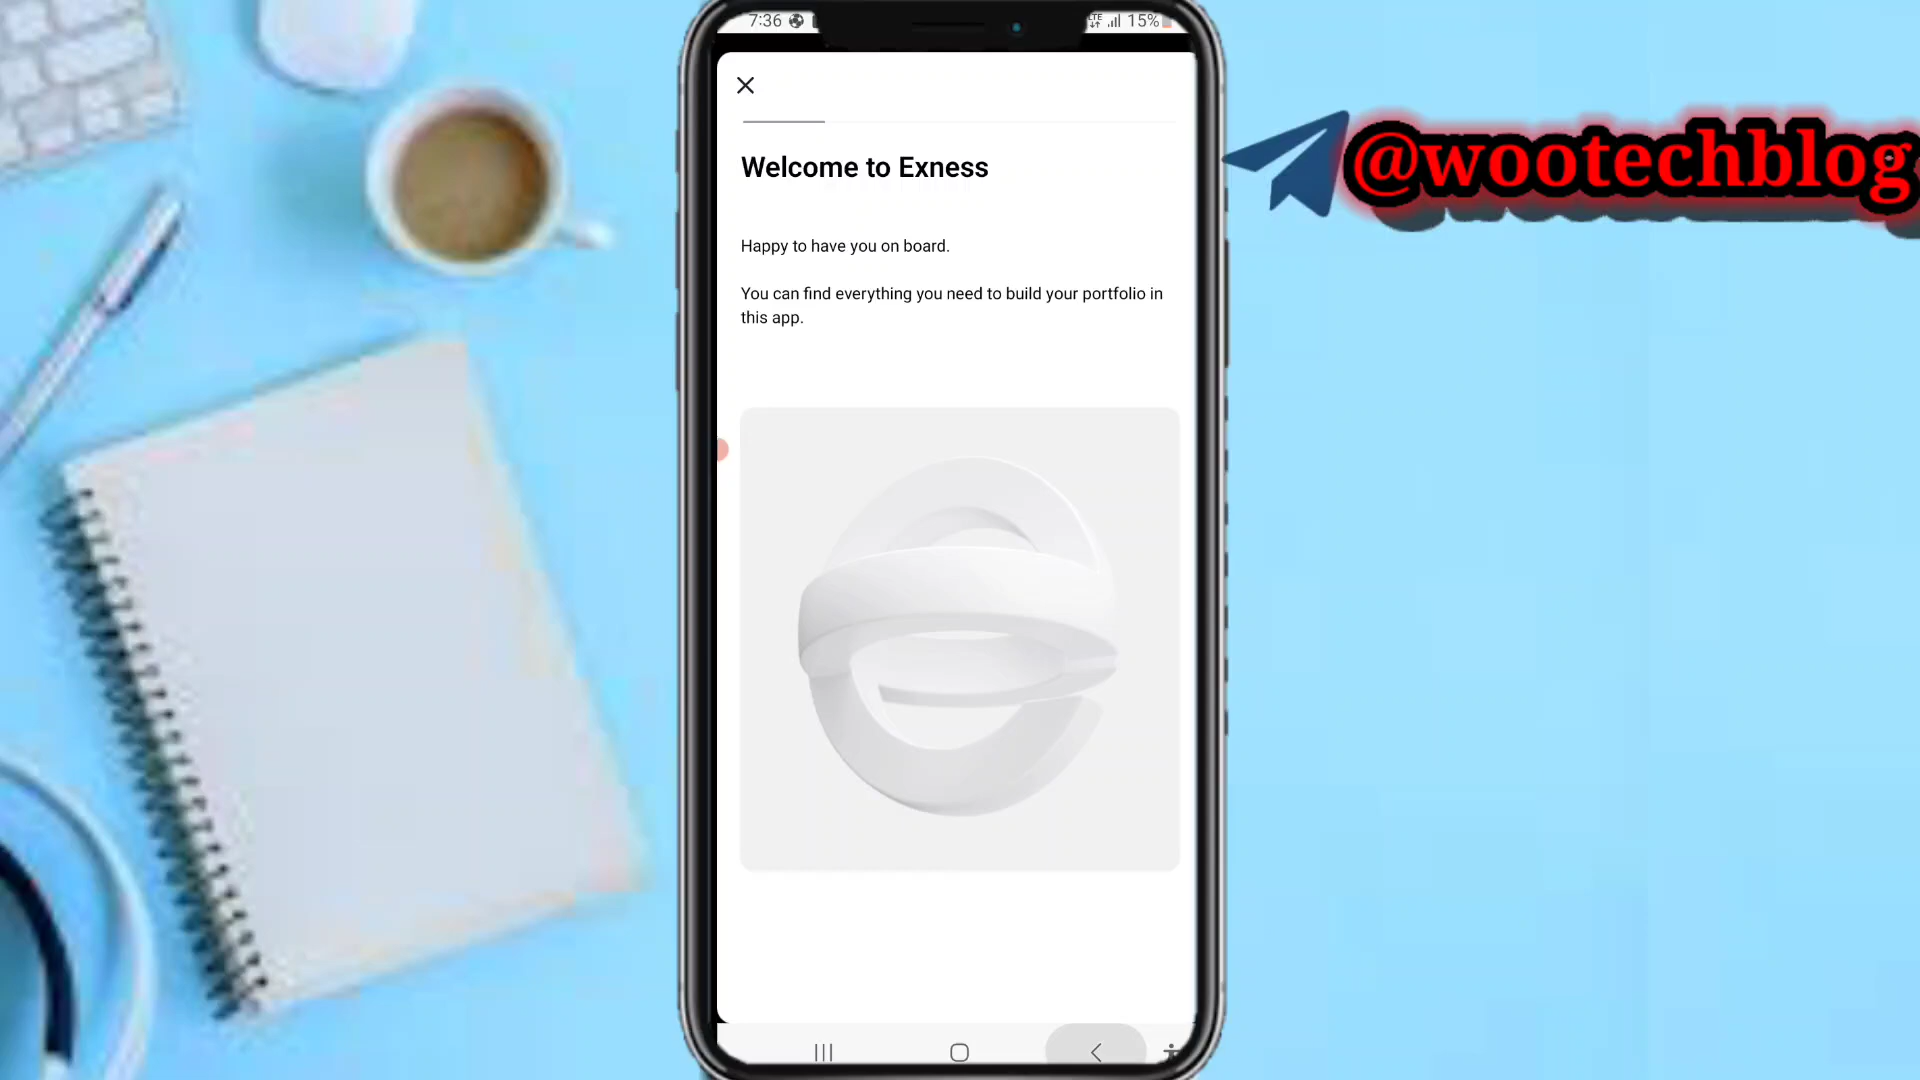 7:36
LTE
15%
@wootechblog
Welcome to Exness
Happy to have you on board.
You can find everything you need to build your portfolio in
this app.